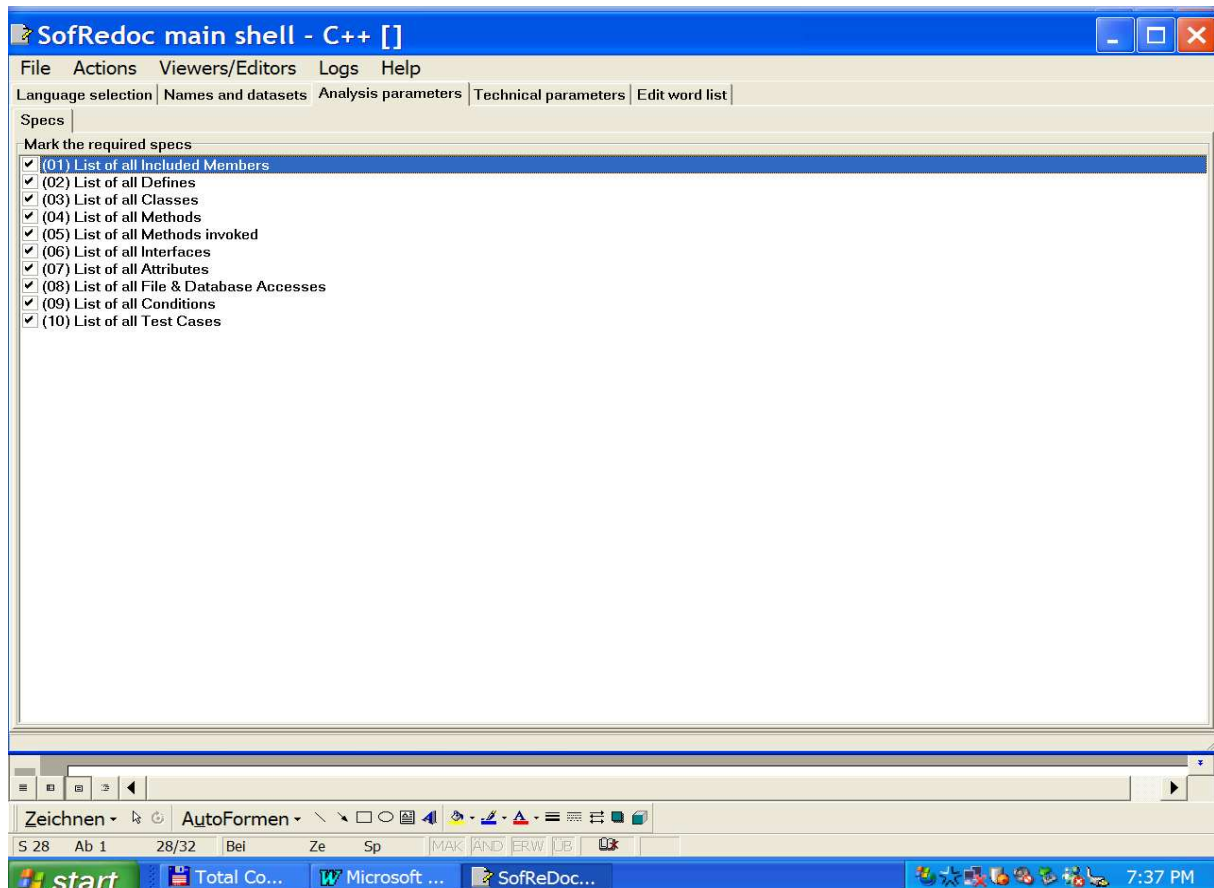 SofRedoc main shell - C++ []
File Actions Viewers/Editors Logs Help
Language selection Names and datasets Analysis parameters Technical parameters Edit word list
Specs
Mark the required specs
(01) List of all Included Members
(02) List of all Defines
(03) List of all Classes
(04) List of all Methods
(05) List of all Methods invoked
(06) List of all Interfaces
(07) List of all Attributes
(08) List of all File & Database Accesses
(09) List of all Conditions
(10) List of all Test Cases
Zeichnen AutoFormen
S 28 Ab 1 28/32 Bei Ze Sp MAK ÄND ERW ÜB
start Total Co... Microsoft ... SofReDoc... 7:37 PM